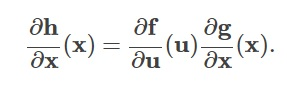 ∂h/∂x (x) = ∂f/∂u (u) ∂g/∂x (x).